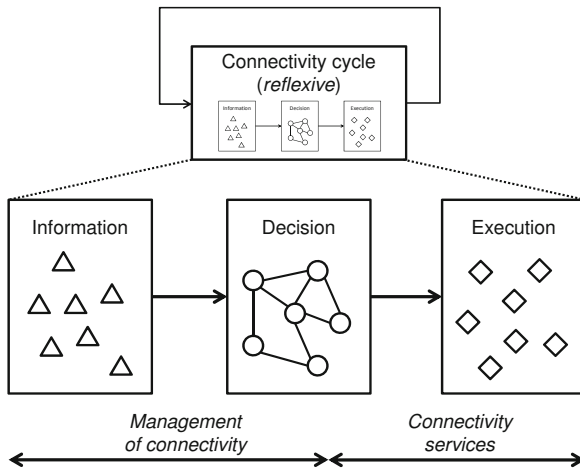 Connectivity cycle
(reflexive)
Information
Decision
Execution
Information
Decision
Execution
Management
of connectivity
Connectivity
services